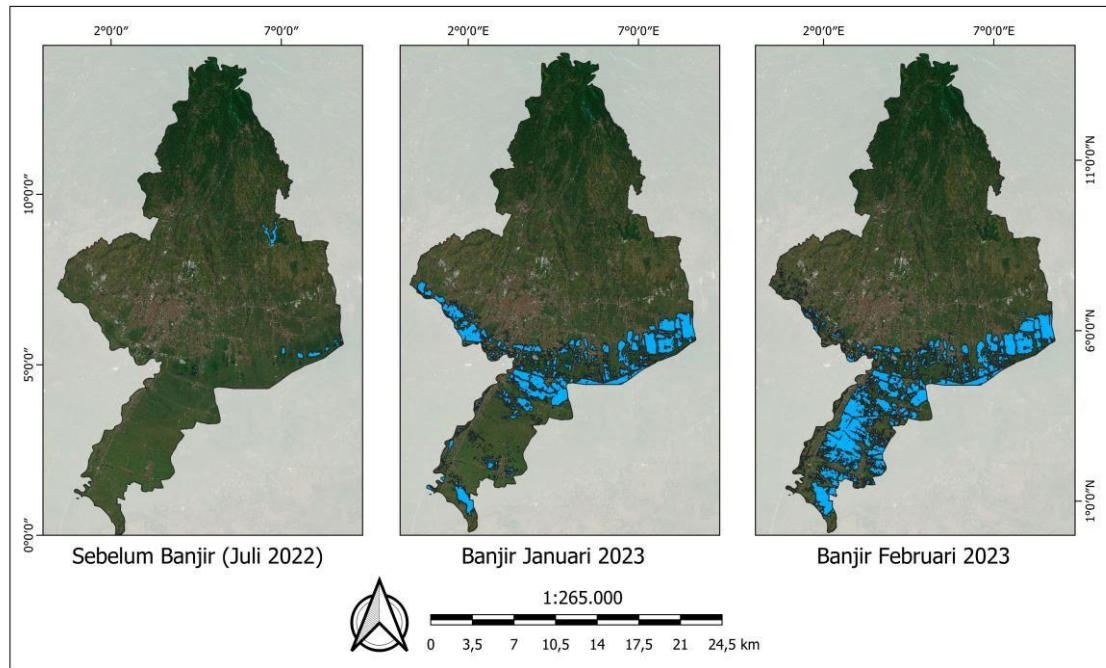 2°0'0" 7°0'0" 2°0'0"E 7°0'0"E 2°0'0"E 7°0'0"E
10°0'0"
5°0'0"
0°0'0"
11°0'0"N
6°0'0"N
1°0'0"N
Sebelum Banjir (Juli 2022) Banjir Januari 2023 Banjir Februari 2023
1:265.000
0 3,5 7 10,5 14 17,5 21 24,5 km